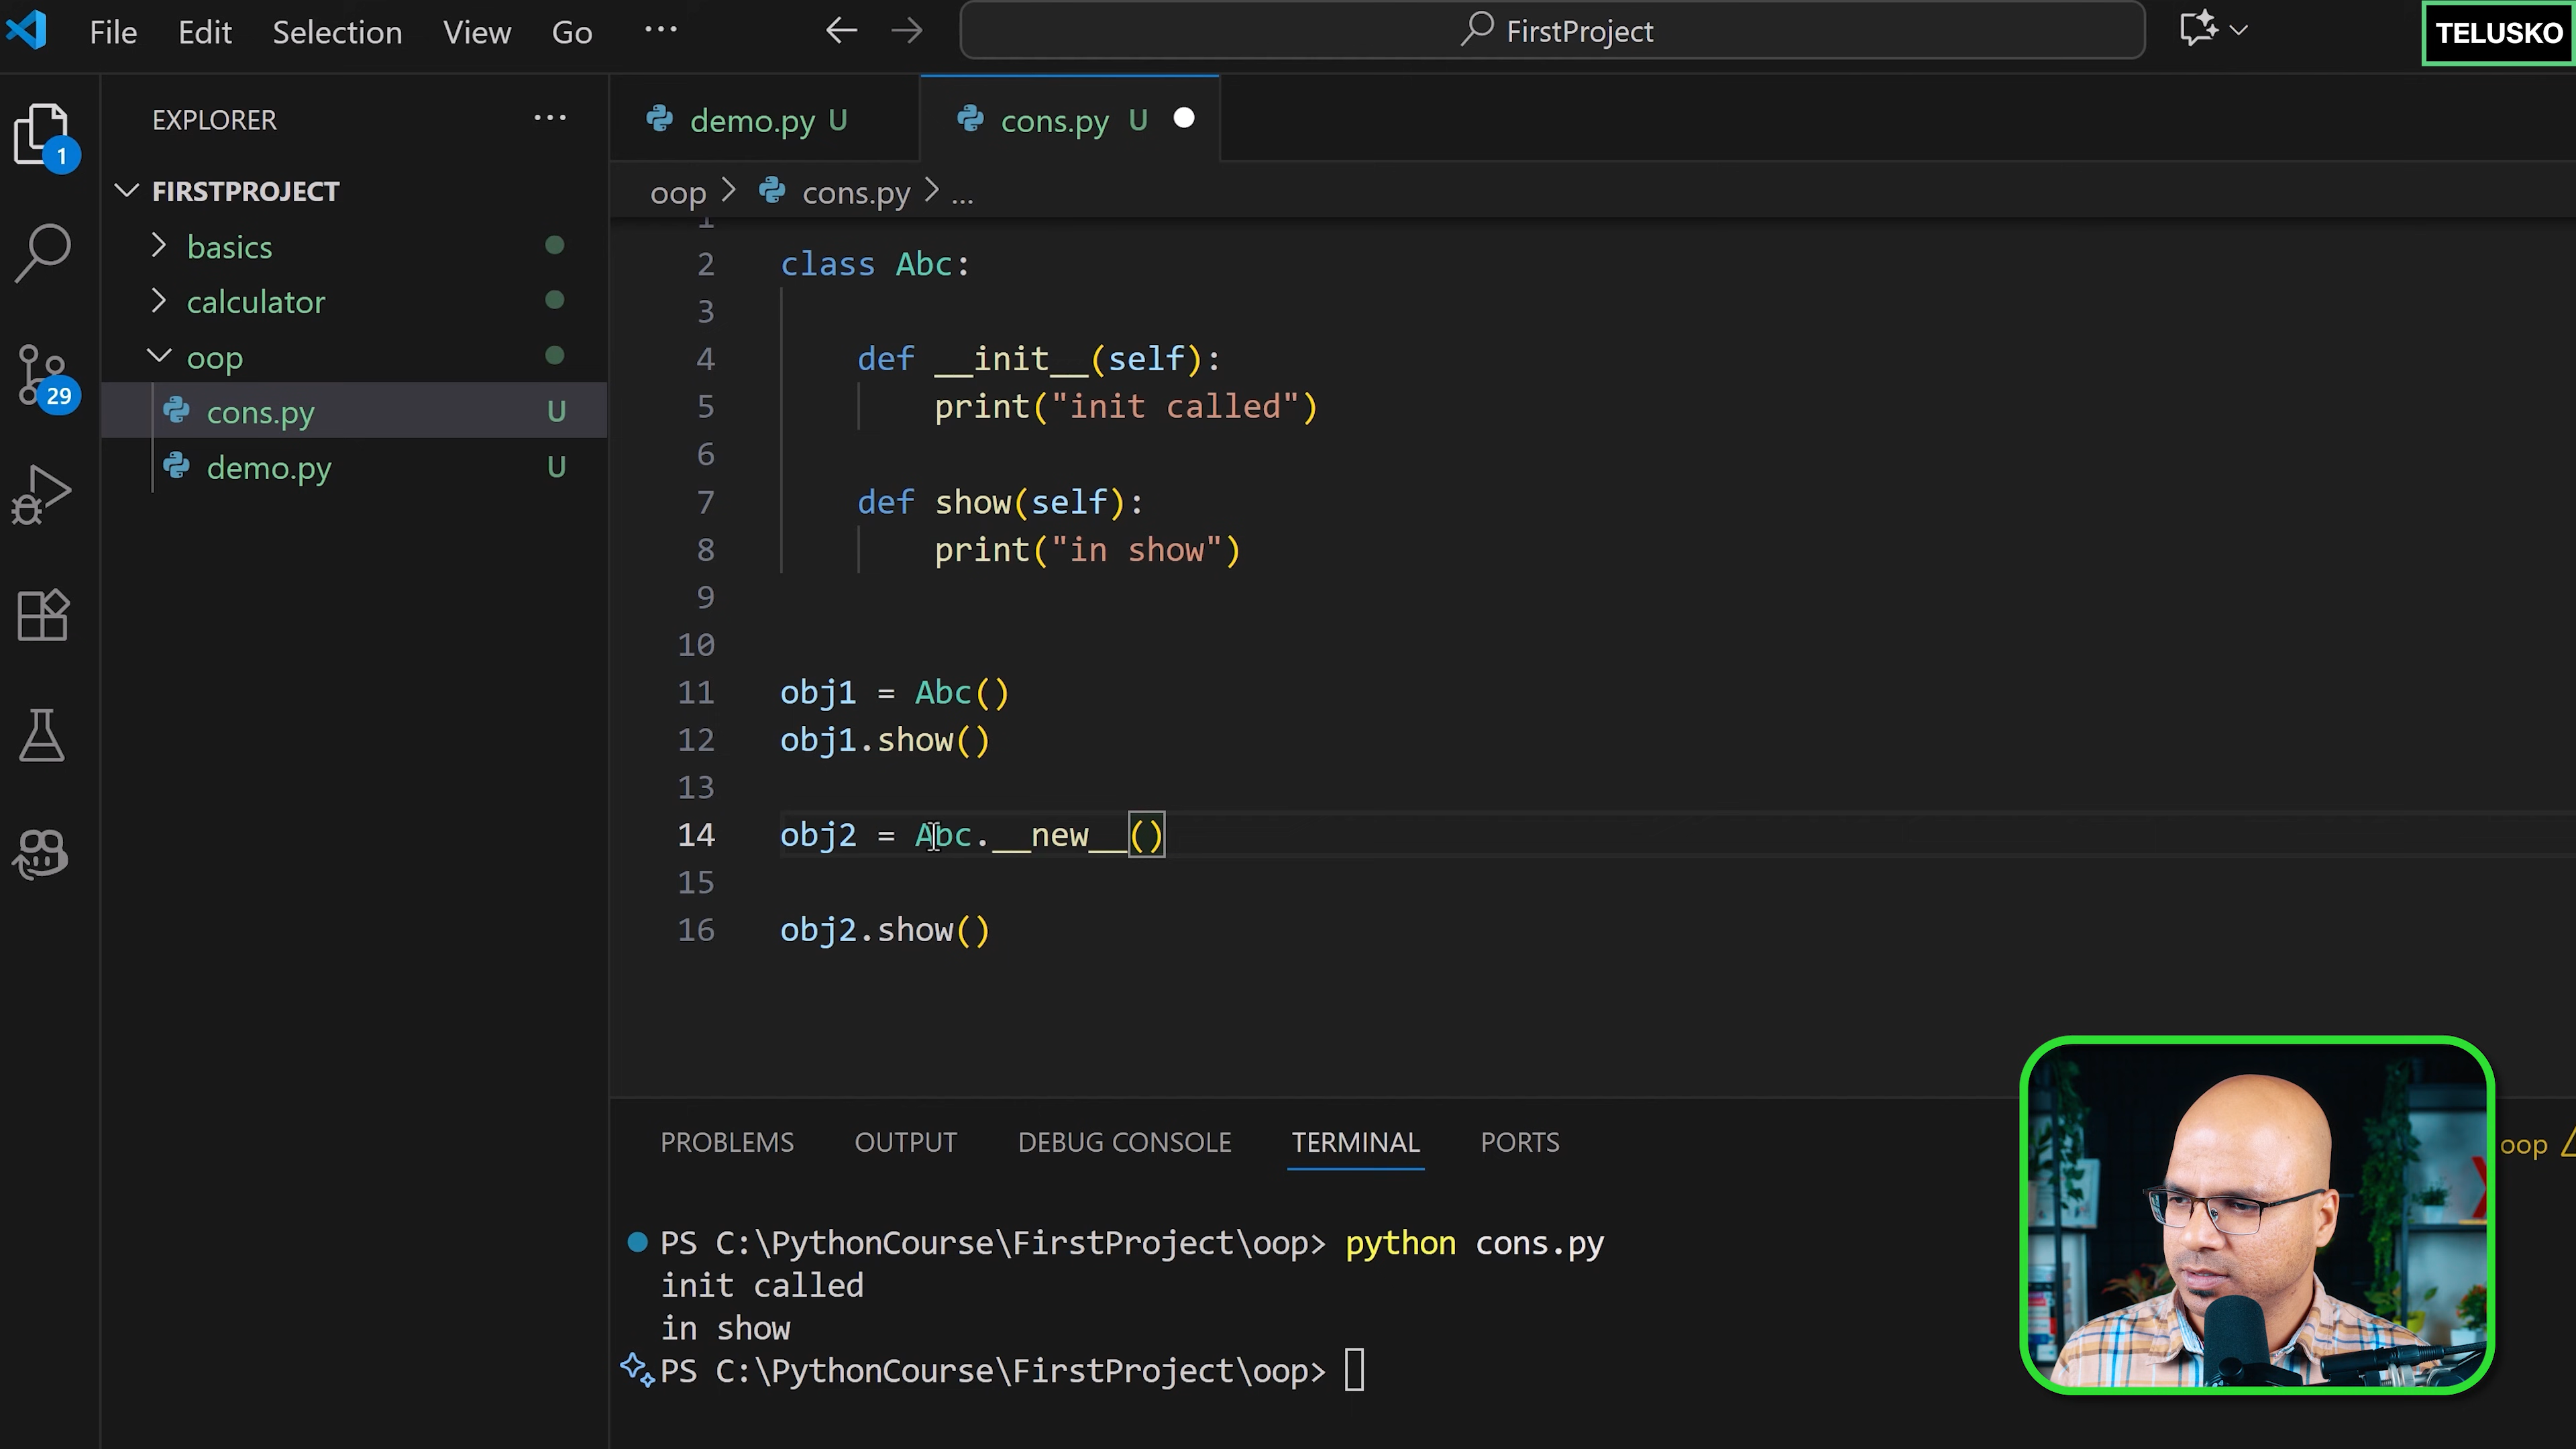 File Edit Selection View Go ... FirstProject TELUSKO
EXPLORER ...
FIRSTPROJECT
basics
calculator
oop
cons.py U
demo.py U
1
29
demo.py U cons.py U
oop > cons.py > ...
1
2 class Abc:
3
4 def __init__(self):
5 print("init called")
6
7 def show(self):
8 print("in show")
9
10
11 obj1 = Abc()
12 obj1.show()
13
14 obj2 = Abc.__new__()
15
16 obj2.show()
PROBLEMS OUTPUT DEBUG CONSOLE TERMINAL PORTS oop
PS C:\PythonCourse\FirstProject\oop> python cons.py
init called
in show
PS C:\PythonCourse\FirstProject\oop>